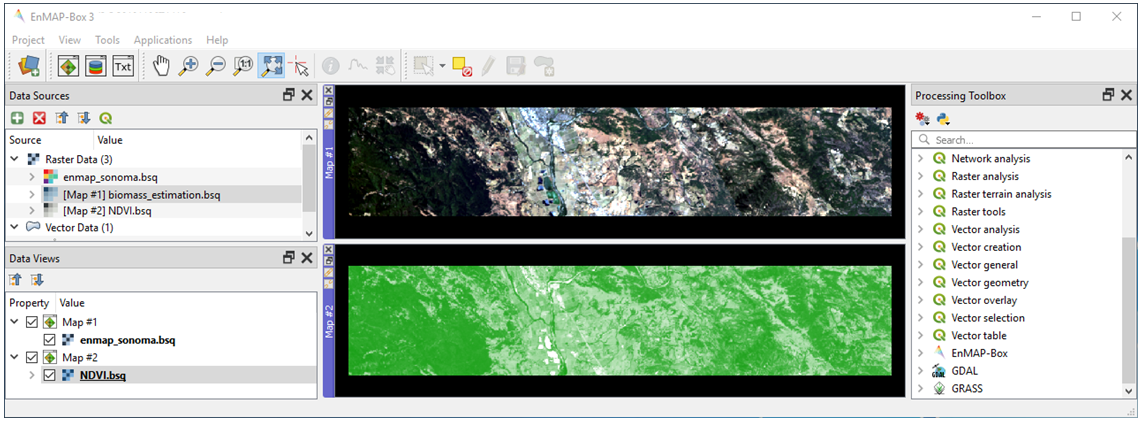 EnMAP-Box 3
Project View Tools Applications Help
Txt 1:1
Data Sources
Source Value
Raster Data (3)
enmap_sonoma.bsq
[Map #1] biomass_estimation.bsq
[Map #2] NDVI.bsq
Vector Data (1)
Data Views
Property Value
Map #1
enmap_sonoma.bsq
Map #2
NDVI.bsq
Map #1
Map #2
Processing Toolbox
Search...
Network analysis
Raster analysis
Raster terrain analysis
Raster tools
Vector analysis
Vector creation
Vector general
Vector geometry
Vector overlay
Vector selection
Vector table
EnMAP-Box
GDAL GDAL
GRASS